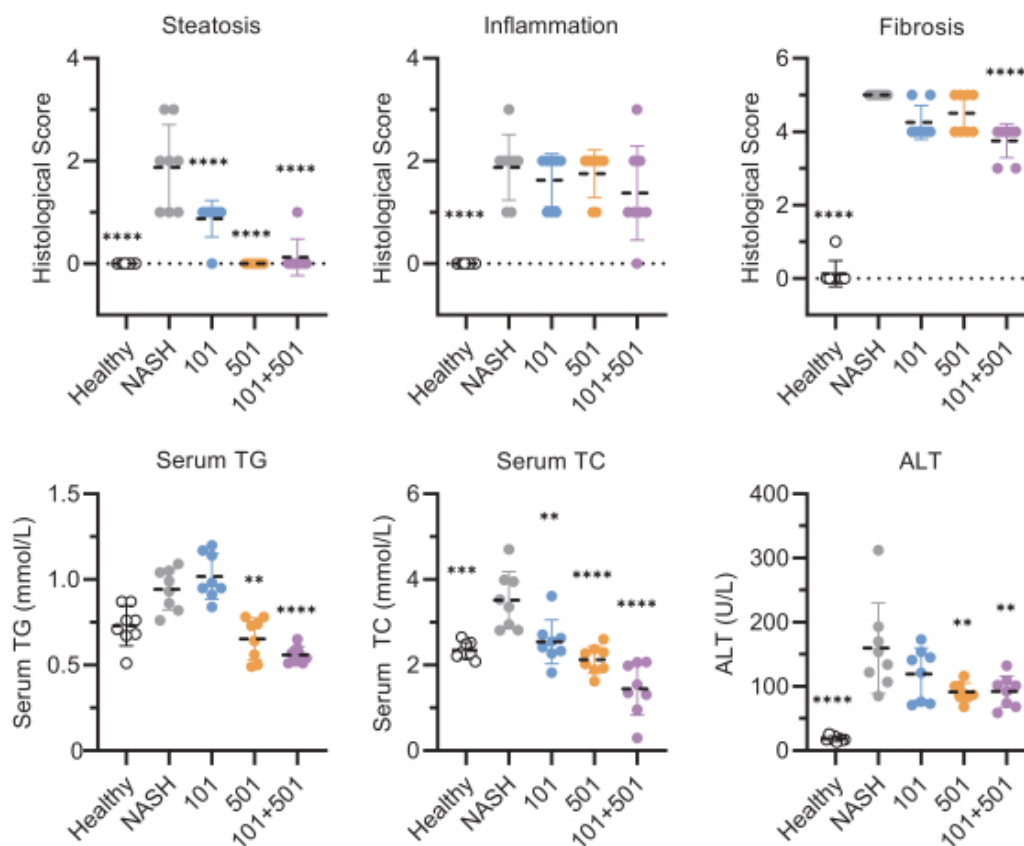 Steatosis
Histological Score
4
2
0
****
****
****
****
Healthy
NASH
101
501
101+501
Inflammation
Histological Score
4
2
0
****
Healthy
NASH
101
501
101+501
Fibrosis
Histological Score
6
4
2
0
****
****
Healthy
NASH
101
501
101+501
Serum TG
Serum TG (mmol/L)
1.5
1.0
0.5
0
**
****
Healthy
NASH
101
501
101+501
Serum TC
Serum TC (mmol/L)
6
4
2
0
***
**
****
****
Healthy
NASH
101
501
101+501
ALT
ALT (U/L)
400
300
200
100
0
****
**
**
Healthy
NASH
101
501
101+501